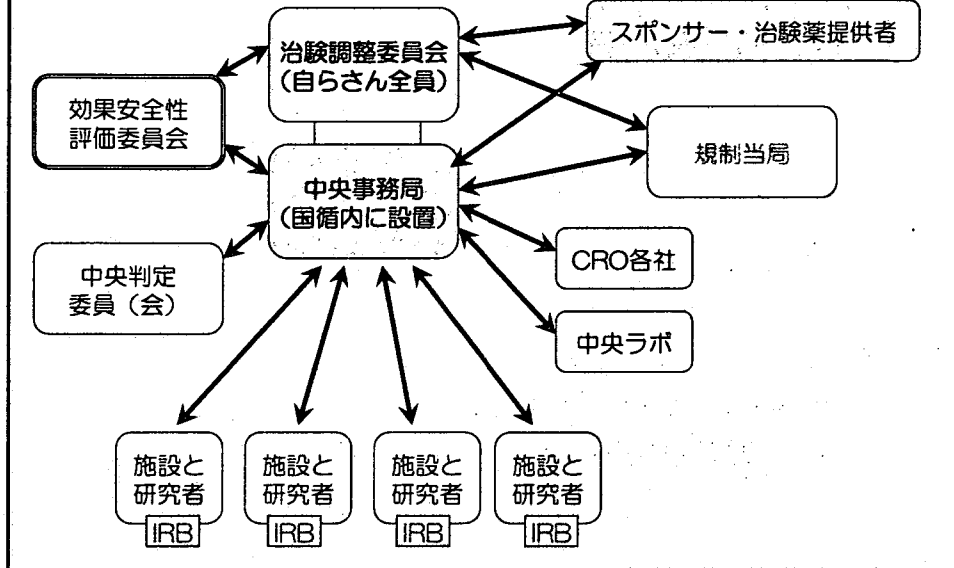 スポンサー・治験薬提供者
治験調整委員会
（自らさん全員）
効果安全性
評価委員会
規制当局
中央事務局
（国循内に設置）
CRO各社
中央判定
委員（会）
中央ラボ
施設と
研究者
IRB
施設と
研究者
IRB
施設と
研究者
IRB
施設と
研究者
IRB